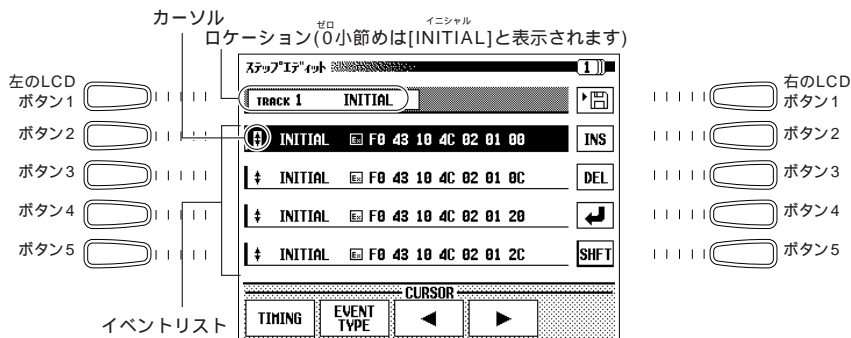 カーソル
ゼロ イニシャル
ロケーション(0小節めは[INITIAL]と表示されます)
ステップエディット 1
左のLCD
ボタン1
TRACK 1 INITIAL
右のLCD
ボタン1
ボタン2
INITIAL Ex F0 43 10 4C 02 01 00
INS
ボタン2
ボタン3
INITIAL Ex F0 43 10 4C 02 01 0C
DEL
ボタン3
ボタン4
INITIAL Ex F0 43 10 4C 02 01 20
ボタン4
ボタン5
INITIAL Ex F0 43 10 4C 02 01 2C
SHFT
ボタン5
CURSOR
イベントリスト
TIMING
EVENT
TYPE